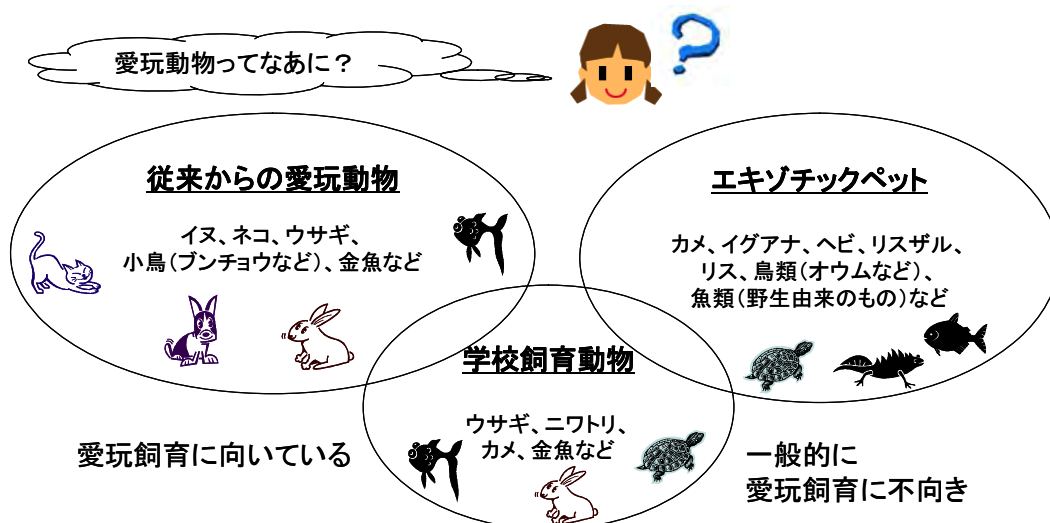 愛玩動物ってなあに？
従来からの愛玩動物
イヌ、ネコ、ウサギ、
小鳥（ブンチョウなど）、金魚など
エキゾチックペット
カメ、イグアナ、ヘビ、リスザル、
リス、鳥類（オウムなど）、
魚類（野生由来のもの）など
学校飼育動物
ウサギ、ニワトリ、
カメ、金魚など
愛玩飼育に向いている
一般的に
愛玩飼育に不向き